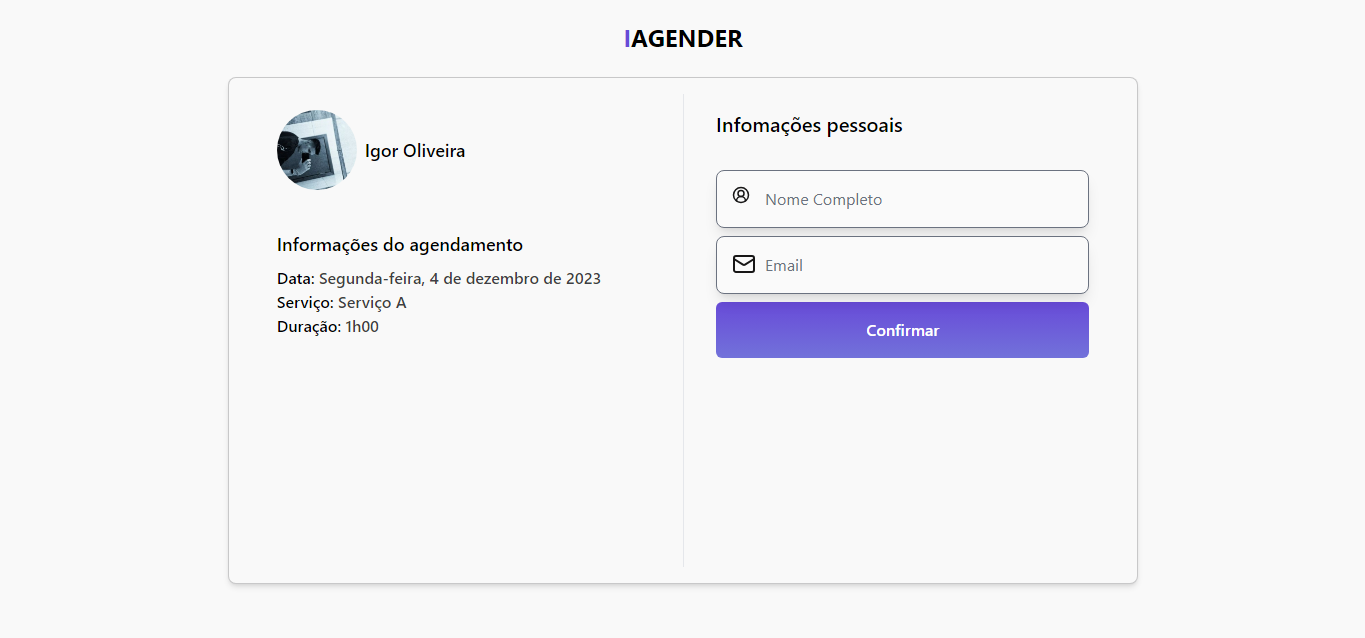 IAGENDER
Igor Oliveira
Informações do agendamento
Data: Segunda-feira, 4 de dezembro de 2023
Serviço: Serviço A
Duração: 1h00
Infomações pessoais
Nome Completo
Email
Confirmar